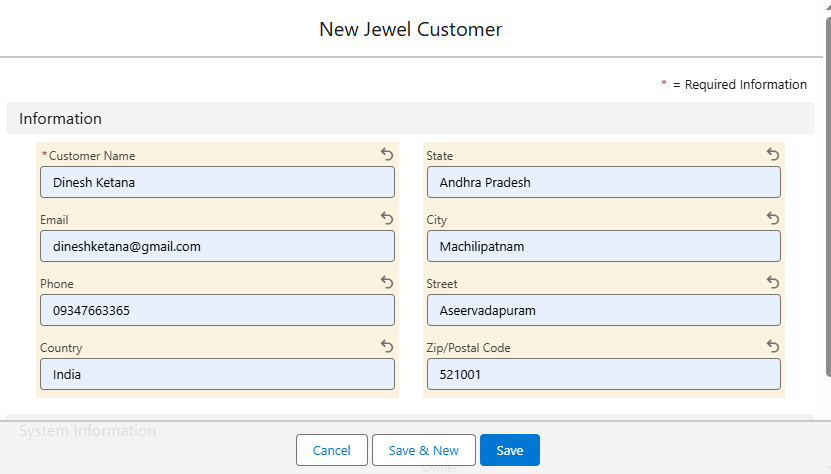 New Jewel Customer
* = Required Information
Information
* Customer Name
Dinesh Ketana
State
Andhra Pradesh
Email
dineshketana@gmail.com
City
Machilipatnam
Phone
09347663365
Street
Aseervadapuram
Country
India
Zip/Postal Code
521001
System Information
Owner
Cancel
Save & New
Save